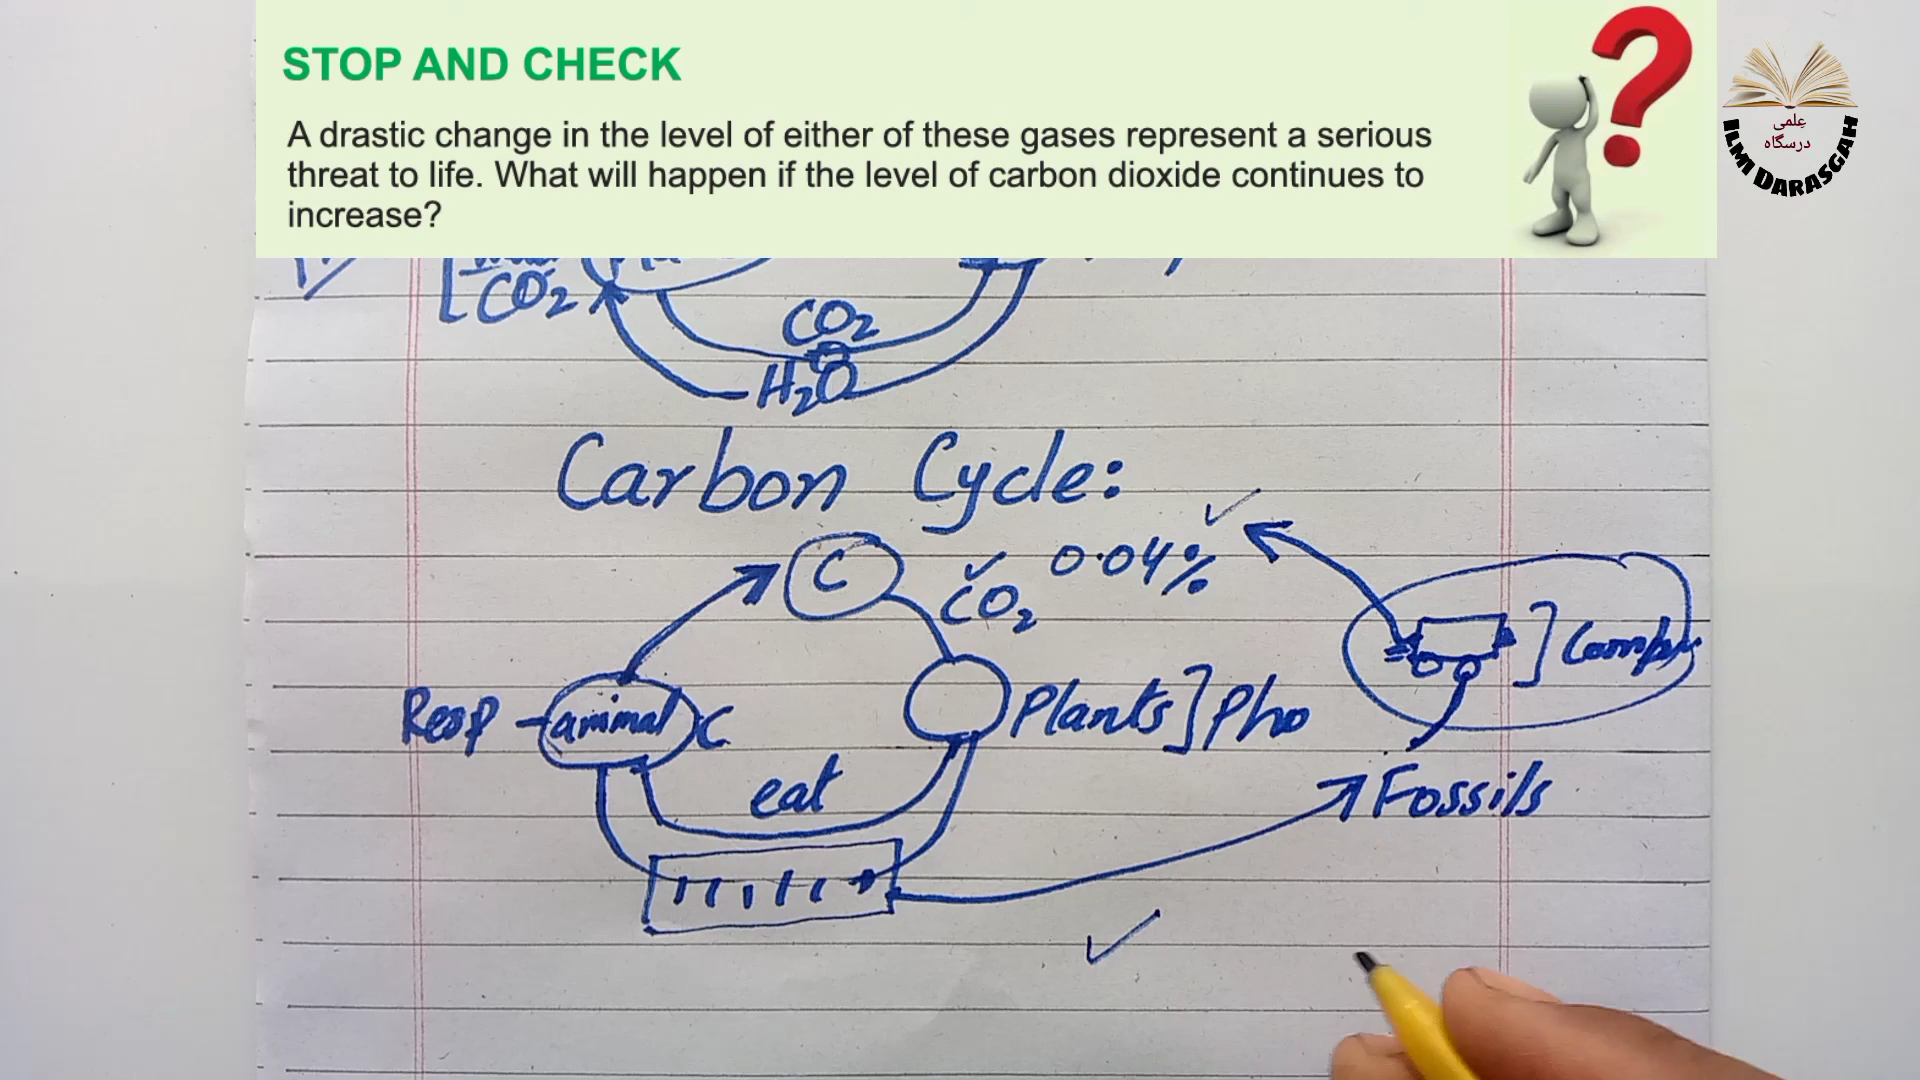 STOP AND CHECK
A drastic change in the level of either of these gases represent a serious
threat to life. What will happen if the level of carbon dioxide continues to
increase?
علمی
درسگاہ
ILMI DARASGAH
CO2
CO2
H2O
Carbon Cycle:
C
CO2 0.04%
Resp animal C
Plants] Pho
eat
Fossils